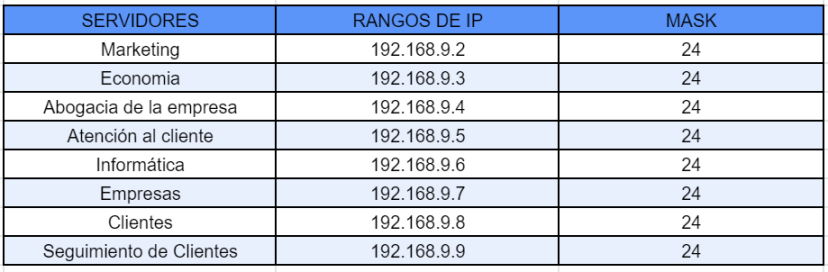 SERVIDORES RANGOS DE IP MASK
Marketing 192.168.9.2 24
Economia 192.168.9.3 24
Abogacia de la empresa 192.168.9.4 24
Atención al cliente 192.168.9.5 24
Informática 192.168.9.6 24
Empresas 192.168.9.7 24
Clientes 192.168.9.8 24
Seguimiento de Clientes 192.168.9.9 24